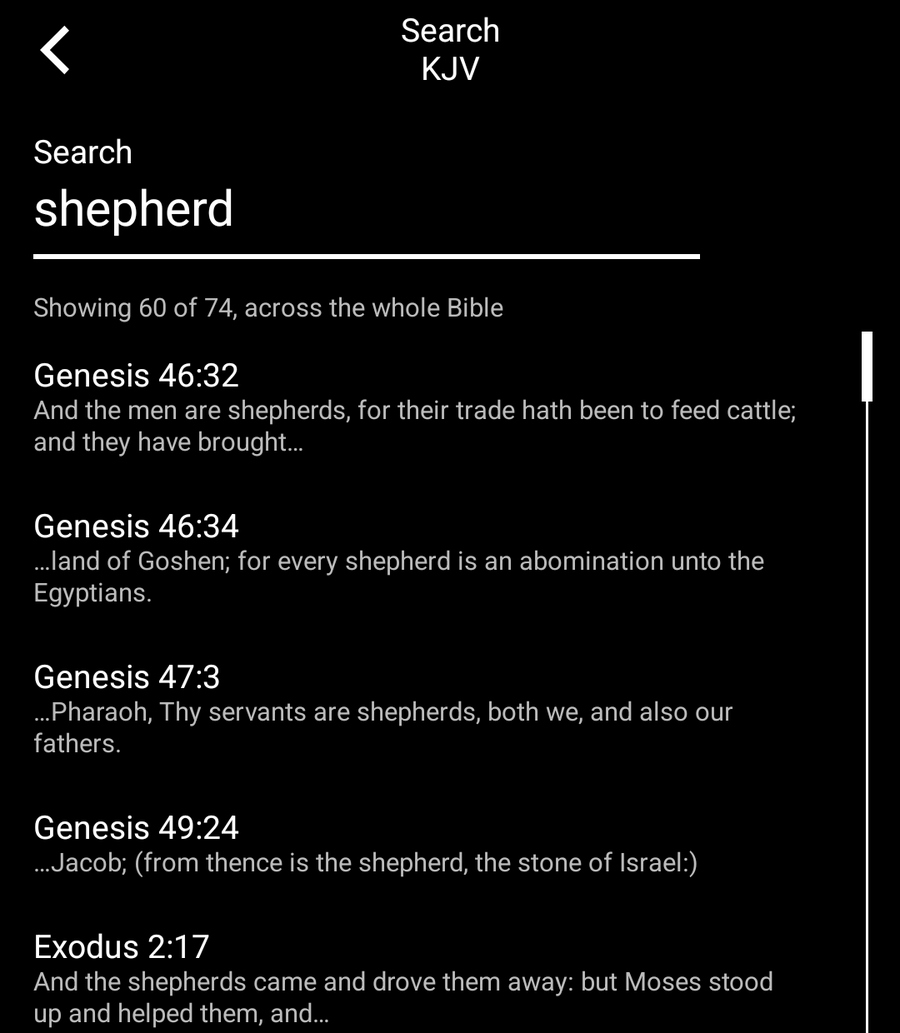 Search
KJV
Search
shepherd
Showing 60 of 74, across the whole Bible
Genesis 46:32
And the men are shepherds, for their trade hath been to feed cattle;
and they have brought…
Genesis 46:34
…land of Goshen; for every shepherd is an abomination unto the
Egyptians.
Genesis 47:3
…Pharaoh, Thy servants are shepherds, both we, and also our
fathers.
Genesis 49:24
…Jacob; (from thence is the shepherd, the stone of Israel:)
Exodus 2:17
And the shepherds came and drove them away: but Moses stood
up and helped them, and…